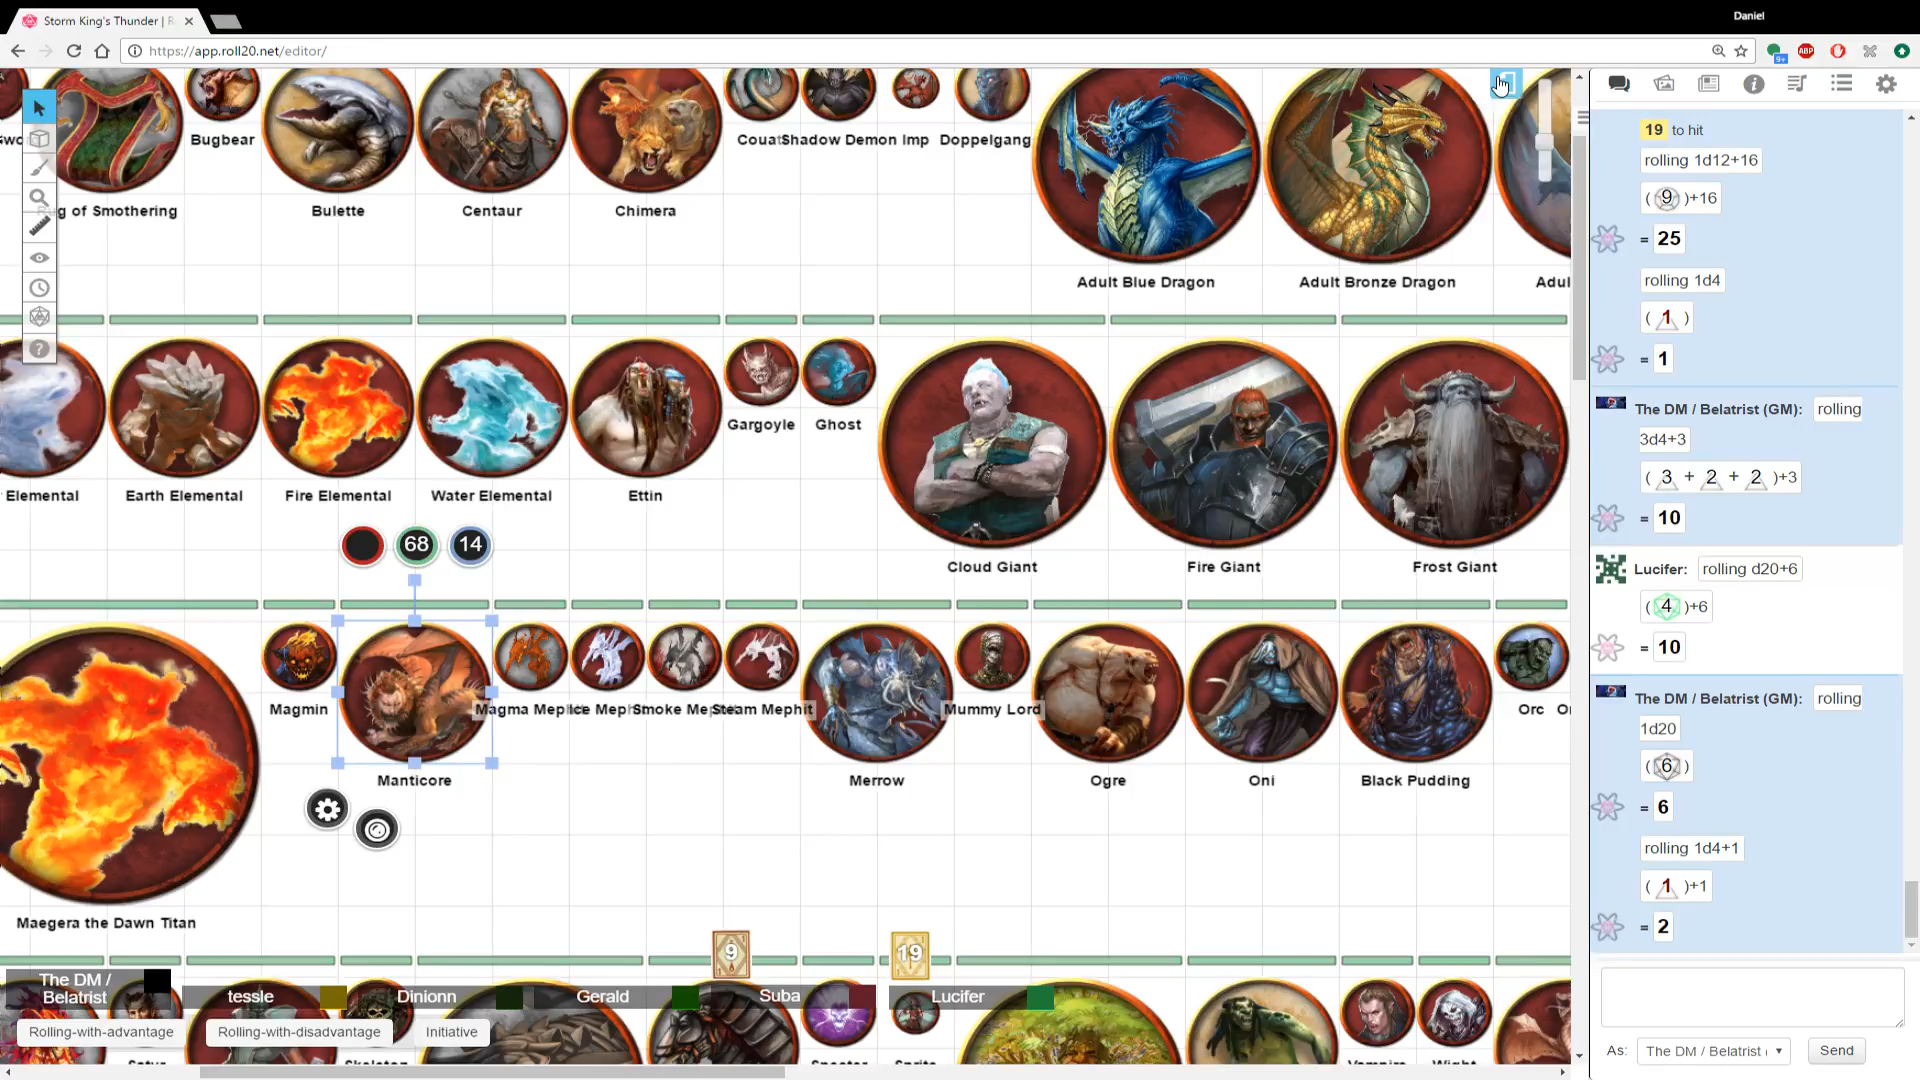 Daniel
Storm King's Thunder | R
https://app.roll20.net/editor/
9+
ABP
Bugbear
Couat
Shadow Demon
Imp
Doppelgang
g of Smothering
Bulette
Centaur
Chimera
Adult Blue Dragon
Adult Bronze Dragon
Adul
Gargoyle
Ghost
Elemental
Earth Elemental
Fire Elemental
Water Elemental
Ettin
Cloud Giant
Fire Giant
Frost Giant
68
14
Magmin
Magma Mep
Ice Mep
Smoke Mep
Steam Mephit
Mummy Lord
Orc
Manticore
Merrow
Ogre
Oni
Black Pudding
Maegera the Dawn Titan
9
19
The DM /
Belatrist
tessle
Dinionn
Gerald
Suba
Lucifer
Rolling-with-advantage
Rolling-with-disadvantage
Initiative
19 to hit
rolling 1d12+16
(9)+16
= 25
rolling 1d4
(1)
= 1
The DM / Belatrist (GM): rolling
3d4+3
(3 + 2 + 2)+3
= 10
Lucifer: rolling d20+6
(4)+6
= 10
The DM / Belatrist (GM): rolling
1d20
(6)
= 6
rolling 1d4+1
(1)+1
= 2
As: The DM / Belatrist (
Send